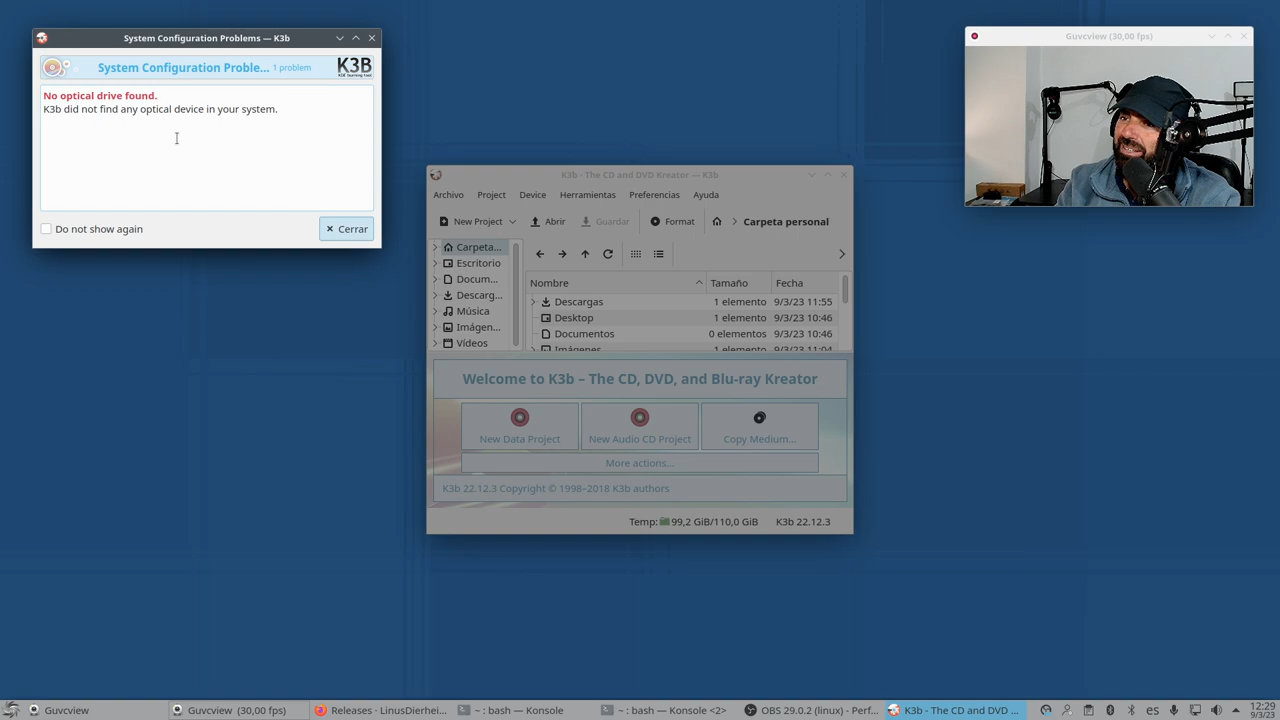 System Configuration Problems — K3b
System Configuration Proble... 1 problem
K3B
No optical drive found.
K3b did not find any optical device in your system.
Do not show again
Cerrar
Guvcview (30,00 fps)
K3b - The CD and DVD Kreator — K3b
Archivo Project Device Herramientas Preferencias Ayuda
New Project Abrir Guardar Format Carpeta personal
Carpeta...
Escritorio
Docum...
Descarg...
Música
Imágen...
Vídeos
Nombre Tamaño Fecha
Descargas 1 elemento 9/3/23 11:55
Desktop 1 elemento 9/3/23 10:46
Documentos 0 elementos 9/3/23 10:46
Imágenes 1 elemento 9/3/23 11:04
Welcome to K3b – The CD, DVD, and Blu-ray Kreator
New Data Project New Audio CD Project Copy Medium...
More actions...
K3b 22.12.3 Copyright © 1998–2018 K3b authors
Temp: 99,2 GiB/110,0 GiB K3b 22.12.3
Guvcview Guvcview (30,00 fps) Releases · LinusDierhei... ~ : bash — Konsole ~ : bash — Konsole <2> OBS 29.0.2 (linux) - Perf... K3b - The CD and DVD ... es 12:29
9/3/23